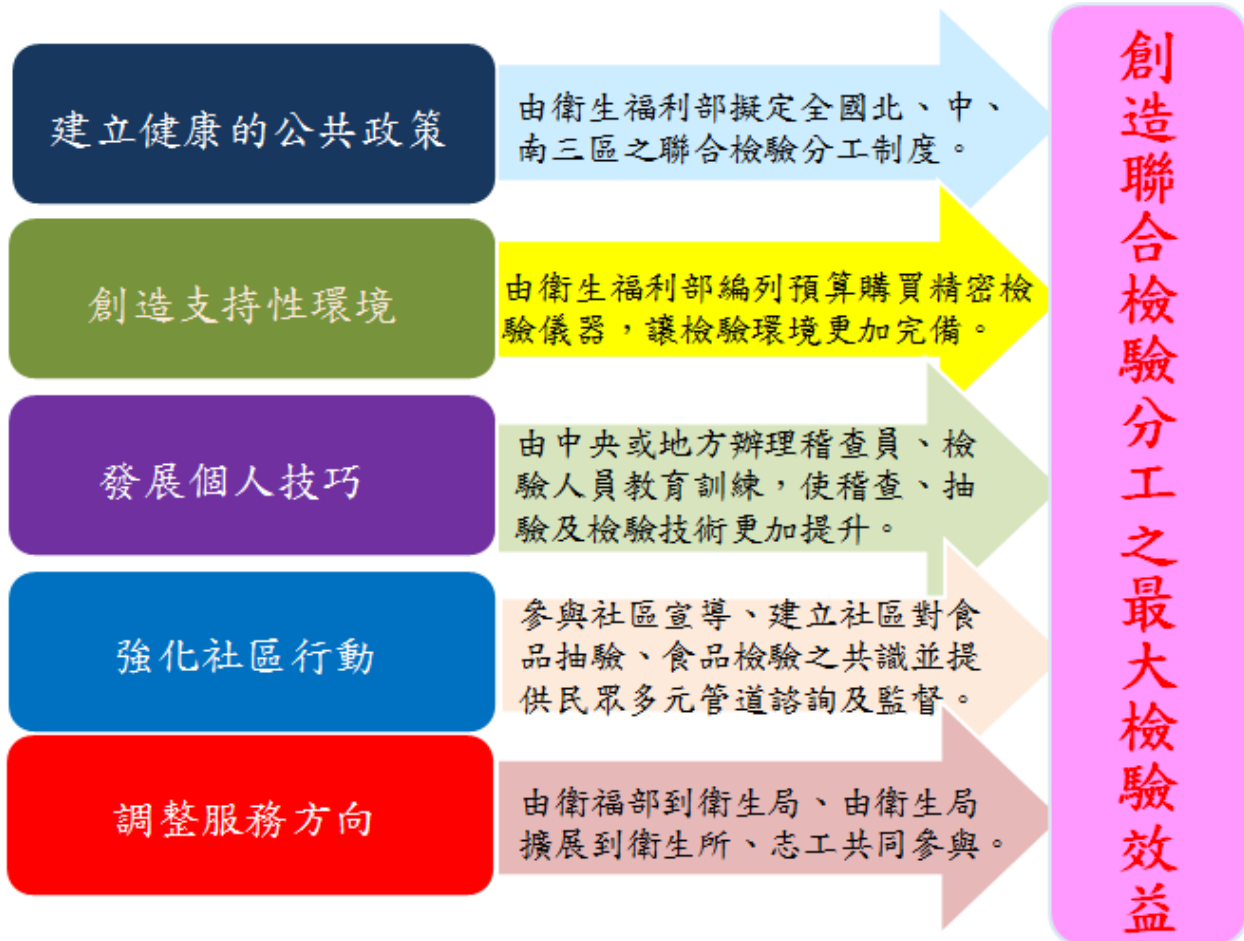 建立健康的公共政策
由衛生福利部擬定全國北、中、
南三區之聯合檢驗分工制度。
創造支持性環境
由衛生福利部編列預算購買精密檢
驗儀器，讓檢驗環境更加完備。
發展個人技巧
由中央或地方辦理稽查員、檢
驗人員教育訓練，使稽查、抽
驗及檢驗技術更加提升。
強化社區行動
參與社區宣導、建立社區對食
品抽驗、食品檢驗之共識並提
供民眾多元管道諮詢及監督。
調整服務方向
由衛福部到衛生局、由衛生局
擴展到衛生所、志工共同參與。
創造聯合檢驗分工之最大檢驗效益